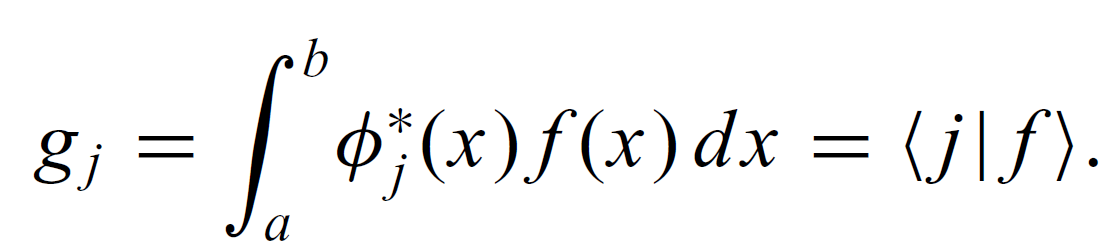 g_j = ∫_a^b ϕ_j^*(x) f(x) dx = ⟨j|f⟩.